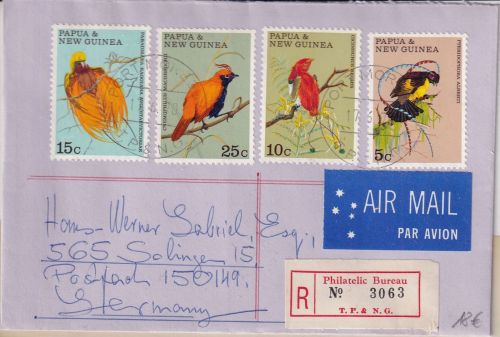 PAPUA &
NEW GUINEA
15c
PAPUA &
NEW GUINEA
25c
PAPUA &
NEW GUINEA
10c
PAPUA &
NEW GUINEA
5c
Hans-Werner Gabriel, Esq.,
565 Solingen 15
Postfach 150149.
Germany
AIR MAIL
PAR AVION
Philatelic Bureau
R No 3063
T. P. & N. G.
18€